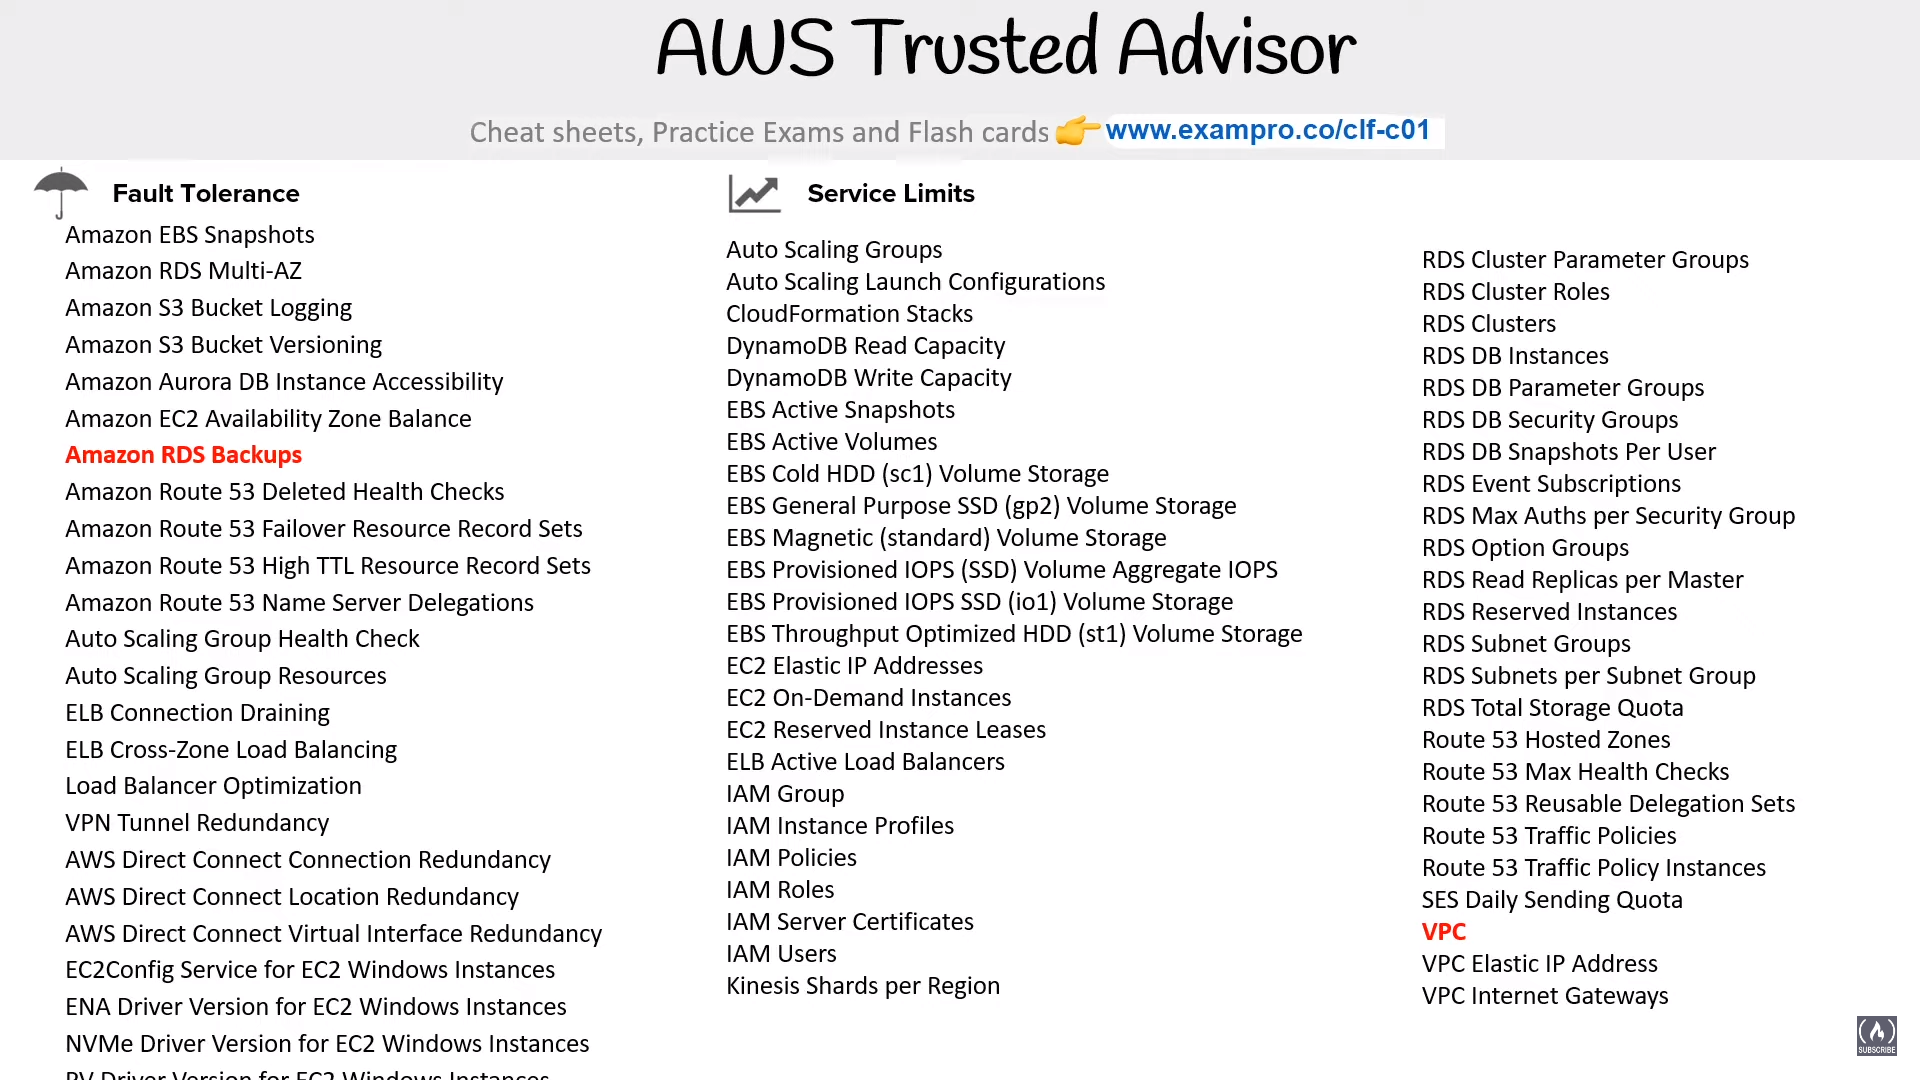 AWS Trusted Advisor
Cheat sheets, Practice Exams and Flash cards 👉 www.exampro.co/clf-c01
Fault Tolerance
Amazon EBS Snapshots
Amazon RDS Multi-AZ
Amazon S3 Bucket Logging
Amazon S3 Bucket Versioning
Amazon Aurora DB Instance Accessibility
Amazon EC2 Availability Zone Balance
Amazon RDS Backups
Amazon Route 53 Deleted Health Checks
Amazon Route 53 Failover Resource Record Sets
Amazon Route 53 High TTL Resource Record Sets
Amazon Route 53 Name Server Delegations
Auto Scaling Group Health Check
Auto Scaling Group Resources
ELB Connection Draining
ELB Cross-Zone Load Balancing
Load Balancer Optimization
VPN Tunnel Redundancy
AWS Direct Connect Connection Redundancy
AWS Direct Connect Location Redundancy
AWS Direct Connect Virtual Interface Redundancy
EC2Config Service for EC2 Windows Instances
ENA Driver Version for EC2 Windows Instances
NVMe Driver Version for EC2 Windows Instances
PV Driver Version for EC2 Windows Instances
Service Limits
Auto Scaling Groups
Auto Scaling Launch Configurations
CloudFormation Stacks
DynamoDB Read Capacity
DynamoDB Write Capacity
EBS Active Snapshots
EBS Active Volumes
EBS Cold HDD (sc1) Volume Storage
EBS General Purpose SSD (gp2) Volume Storage
EBS Magnetic (standard) Volume Storage
EBS Provisioned IOPS (SSD) Volume Aggregate IOPS
EBS Provisioned IOPS SSD (io1) Volume Storage
EBS Throughput Optimized HDD (st1) Volume Storage
EC2 Elastic IP Addresses
EC2 On-Demand Instances
EC2 Reserved Instance Leases
ELB Active Load Balancers
IAM Group
IAM Instance Profiles
IAM Policies
IAM Roles
IAM Server Certificates
IAM Users
Kinesis Shards per Region
RDS Cluster Parameter Groups
RDS Cluster Roles
RDS Clusters
RDS DB Instances
RDS DB Parameter Groups
RDS DB Security Groups
RDS DB Snapshots Per User
RDS Event Subscriptions
RDS Max Auths per Security Group
RDS Option Groups
RDS Read Replicas per Master
RDS Reserved Instances
RDS Subnet Groups
RDS Subnets per Subnet Group
RDS Total Storage Quota
Route 53 Hosted Zones
Route 53 Max Health Checks
Route 53 Reusable Delegation Sets
Route 53 Traffic Policies
Route 53 Traffic Policy Instances
SES Daily Sending Quota
VPC
VPC Elastic IP Address
VPC Internet Gateways
SUBSCRIBE